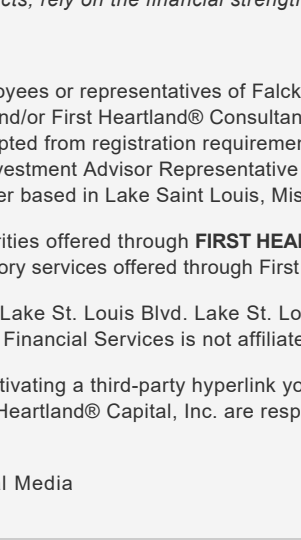 cts, rely on the financial strength
oyees or representatives of Falck
nd/or First Heartland® Consultan
pted from registration requiremen
vestment Advisor Representative
er based in Lake Saint Louis, Mis
rities offered through FIRST HEAR
ory services offered through First
Lake St. Louis Blvd. Lake St. Lo
Financial Services is not affiliate
tivating a third-party hyperlink yo
Heartland® Capital, Inc. are resp
al Media